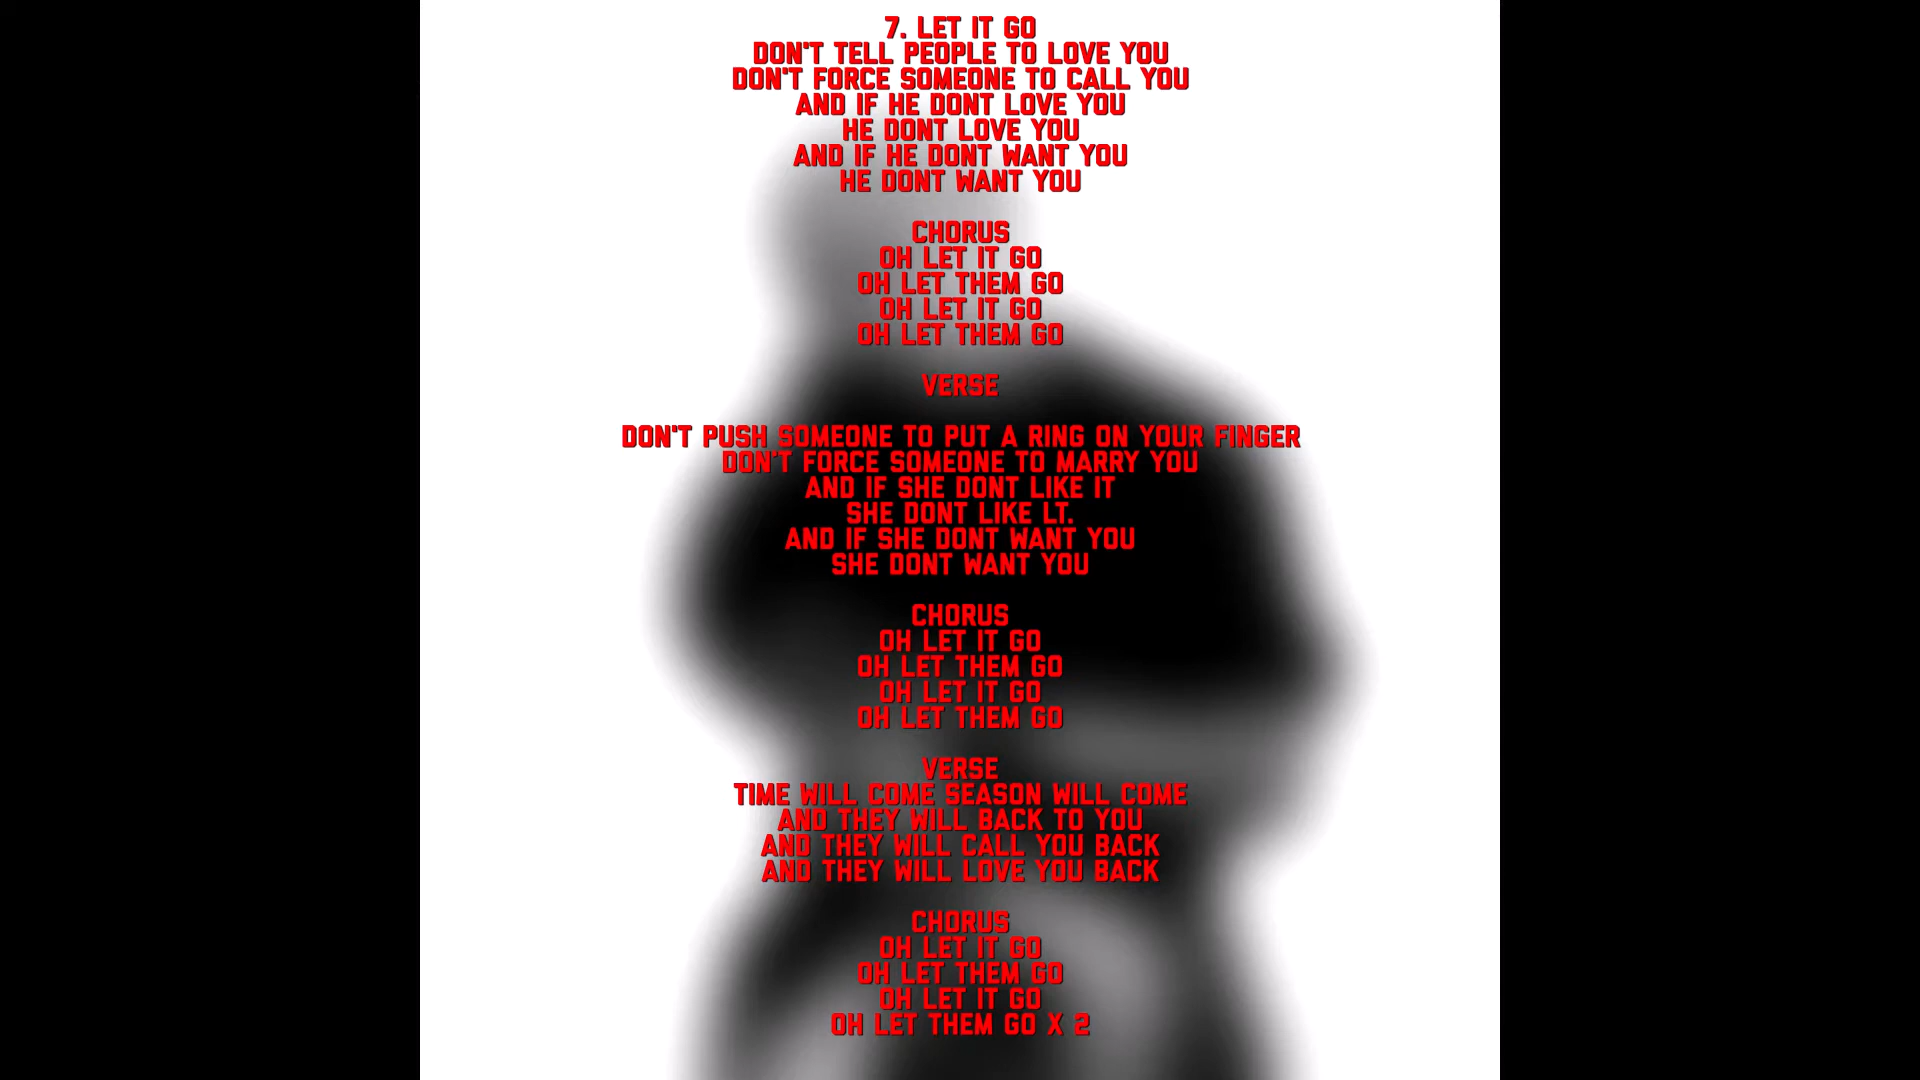 7. LET IT GO
DON'T TELL PEOPLE TO LOVE YOU
DON'T FORCE SOMEONE TO CALL YOU
AND IF HE DONT LOVE YOU
HE DONT LOVE YOU
AND IF HE DONT WANT YOU
HE DONT WANT YOU
CHORUS
OH LET IT GO
OH LET THEM GO
OH LET IT GO
OH LET THEM GO
VERSE
DON'T PUSH SOMEONE TO PUT A RING ON YOUR FINGER
DON'T FORCE SOMEONE TO MARRY YOU
AND IF SHE DONT LIKE IT
SHE DONT LIKE LT.
AND IF SHE DONT WANT YOU
SHE DONT WANT YOU
CHORUS
OH LET IT GO
OH LET THEM GO
OH LET IT GO
OH LET THEM GO
VERSE
TIME WILL COME SEASON WILL COME
AND THEY WILL BACK TO YOU
AND THEY WILL CALL YOU BACK
AND THEY WILL LOVE YOU BACK
CHORUS
OH LET IT GO
OH LET THEM GO
OH LET IT GO
OH LET THEM GO X 2